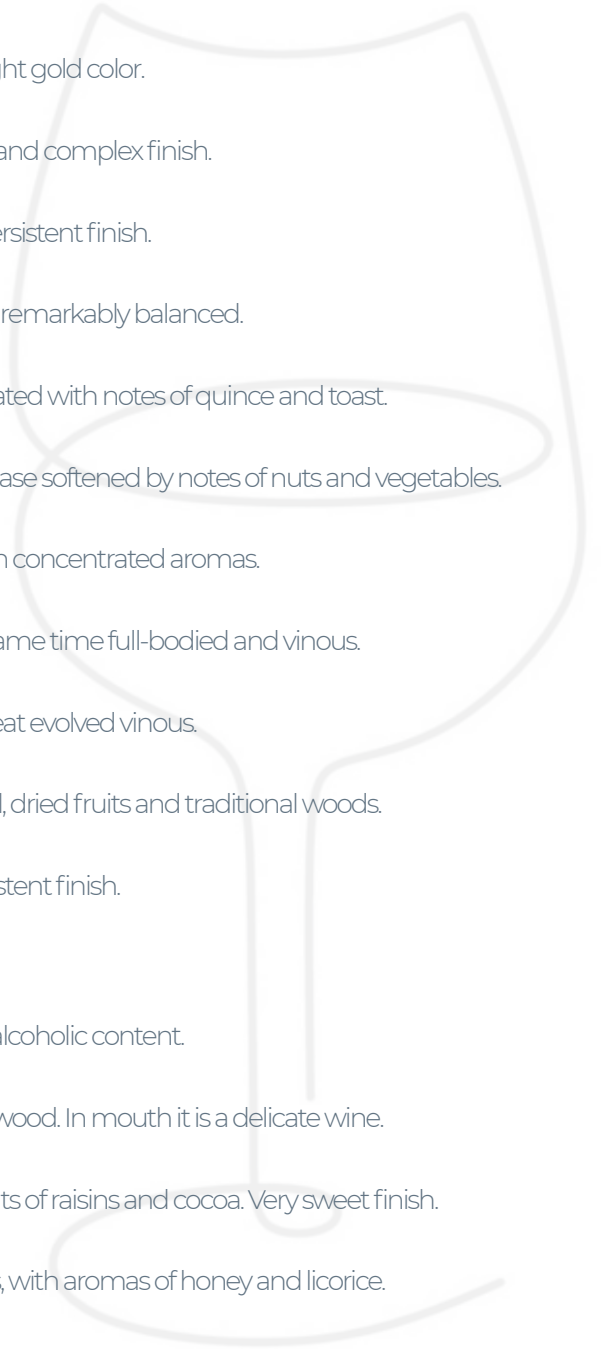 ht gold color.
and complex finish.
rsistent finish.
remarkably balanced.
ated with notes of quince and toast.
ase softened by notes of nuts and vegetables.
n concentrated aromas.
ame time full-bodied and vinous.
eat evolved vinous.
, dried fruits and traditional woods.
stent finish.
alcoholic content.
wood. In mouth it is a delicate wine.
ts of raisins and cocoa. Very sweet finish.
, with aromas of honey and licorice.